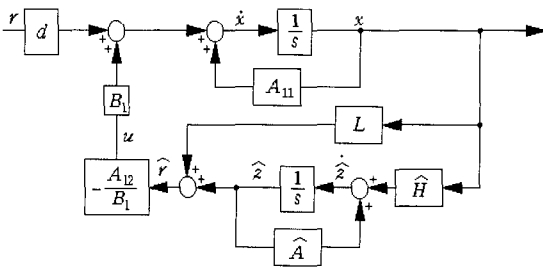 r d + + + + ẋ 1/s x
A₁₁
B₁
L
u
r̂ + + ẑ 1/s ẑ̇ + + Ĥ
-A₁₂/B₁
Â